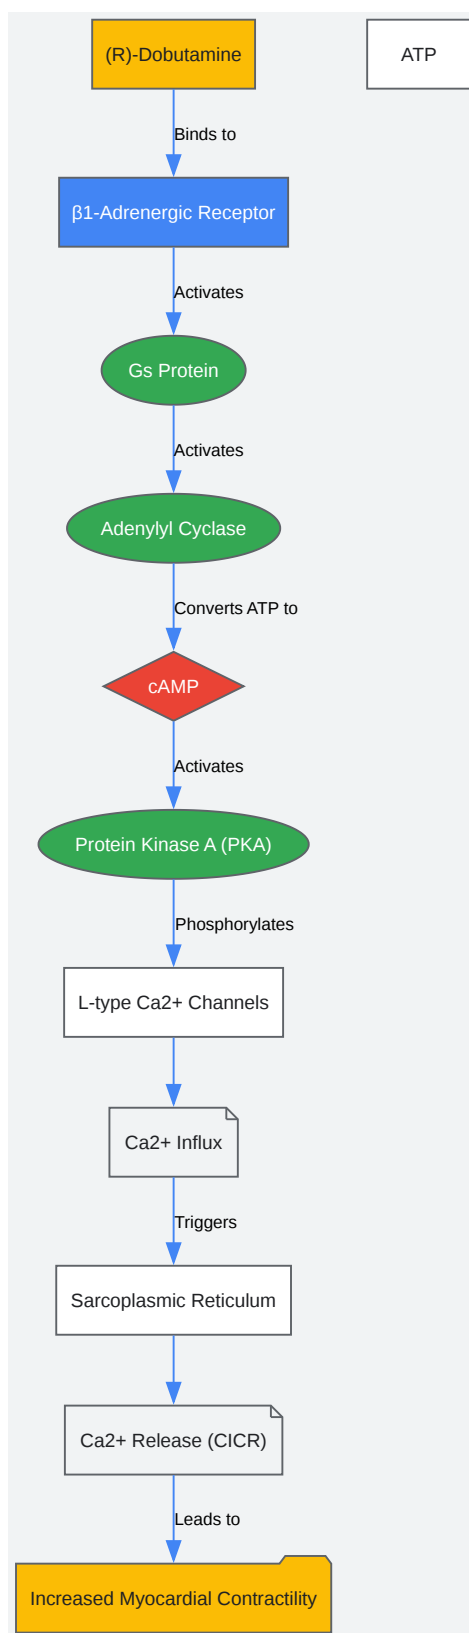 (R)-Dobutamine
ATP
Binds to
β1-Adrenergic Receptor
Activates
Gs Protein
Activates
Adenylyl Cyclase
Converts ATP to
cAMP
Activates
Protein Kinase A (PKA)
Phosphorylates
L-type Ca2+ Channels
Ca2+ Influx
Triggers
Sarcoplasmic Reticulum
Ca2+ Release (CICR)
Leads to
Increased Myocardial Contractility